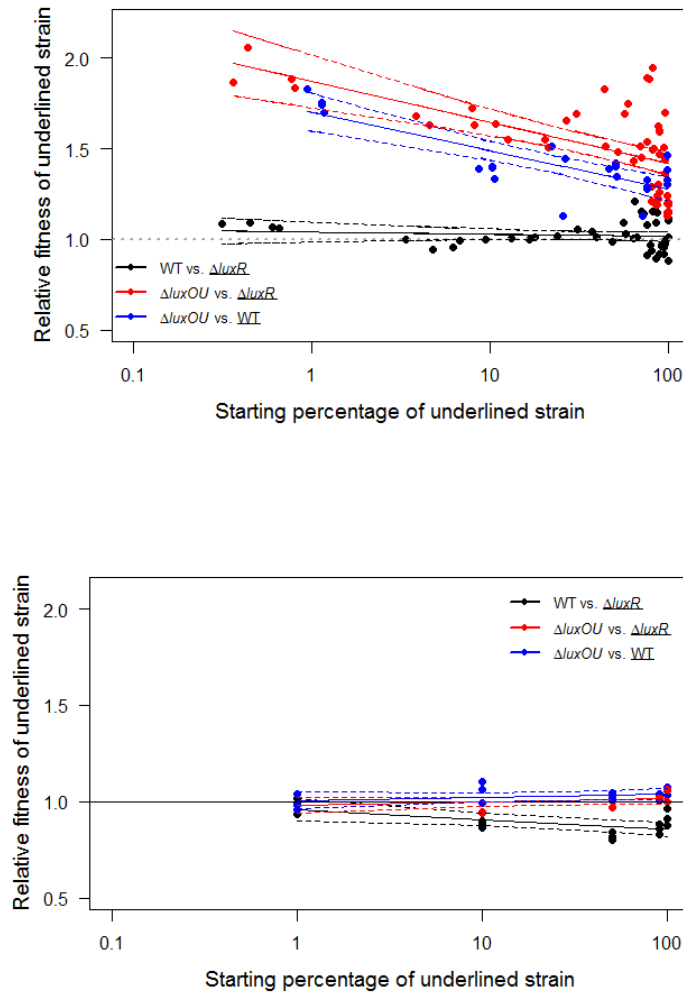 Relative fitness of underlined strain
2.0
1.5
1.0
0.5
WT vs. ΔluxR
ΔluxOU vs. ΔluxR
ΔluxOU vs. WT
0.1
1
10
100
Starting percentage of underlined strain
Relative fitness of underlined strain
2.0
1.5
1.0
0.5
WT vs. ΔluxR
ΔluxOU vs. ΔluxR
ΔluxOU vs. WT
0.1
1
10
100
Starting percentage of underlined strain